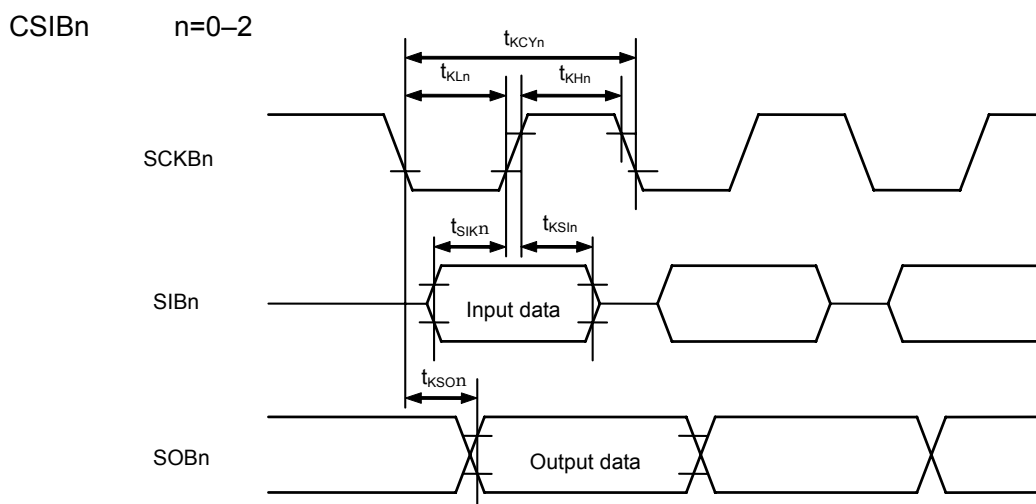 CSIBn n=0–2
tKCYn
tKLn tKHn
SCKBn
tSIKn tKSIn
SIBn
Input data
tKSOn
SOBn
Output data